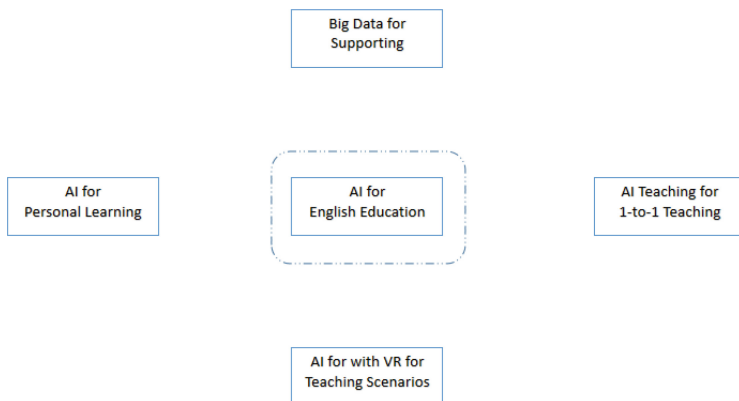 Big Data for
Supporting
AI for
Personal Learning
AI for
English Education
AI Teaching for
1-to-1 Teaching
AI for with VR for
Teaching Scenarios